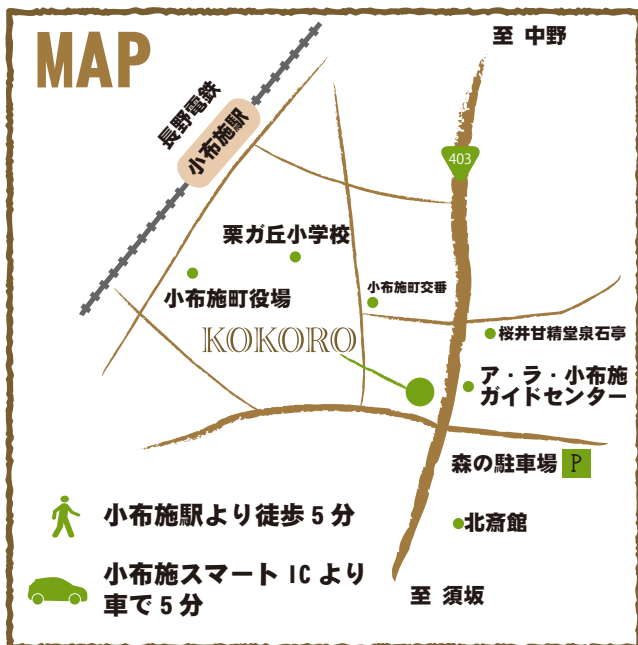 MAP
至 中野
長野電鉄
小布施駅
403
栗ガ丘小学校
小布施町役場
小布施町交番
KOKORO
桜井甘精堂泉石亭
ア・ラ・小布施
ガイドセンター
森の駐車場 P
北斎館
小布施駅より徒歩 5 分
小布施スマート IC より
車で 5 分
至 須坂